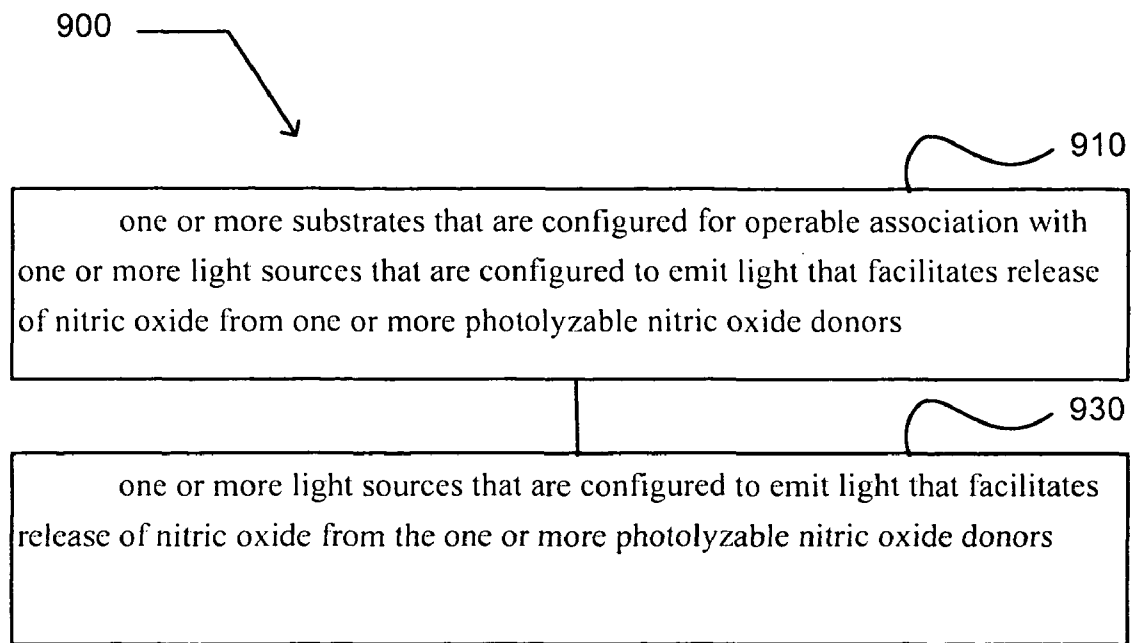 900
910
one or more substrates that are configured for operable association with
one or more light sources that are configured to emit light that facilitates release
of nitric oxide from one or more photolyzable nitric oxide donors
930
one or more light sources that are configured to emit light that facilitates
release of nitric oxide from the one or more photolyzable nitric oxide donors